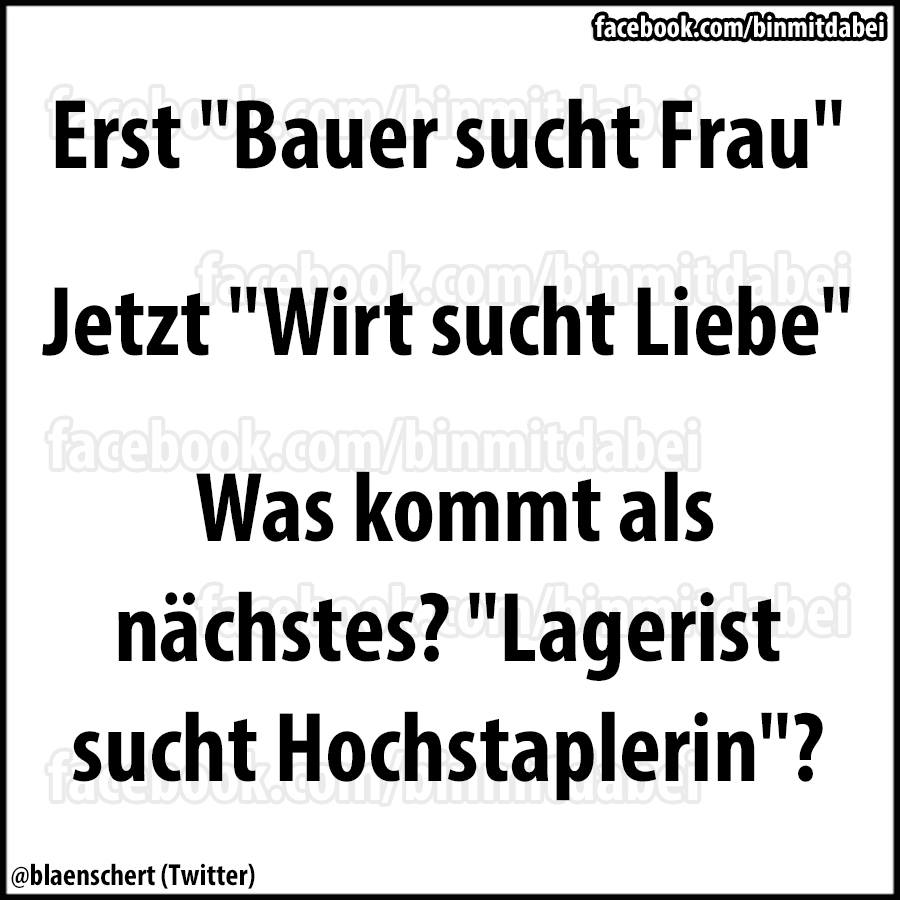 facebook.com/binmitdabei
facebook.com/binmitdabei
Erst "Bauer sucht Frau"
facebook.com/binmitdabei
Jetzt "Wirt sucht Liebe"
facebook.com/binmitdabei
Was kommt als
facebook.com/binmitdabei
nächstes? "Lagerist
sucht Hochstaplerin"?
facebook.com/binmitdabei
@blaenschert (Twitter)